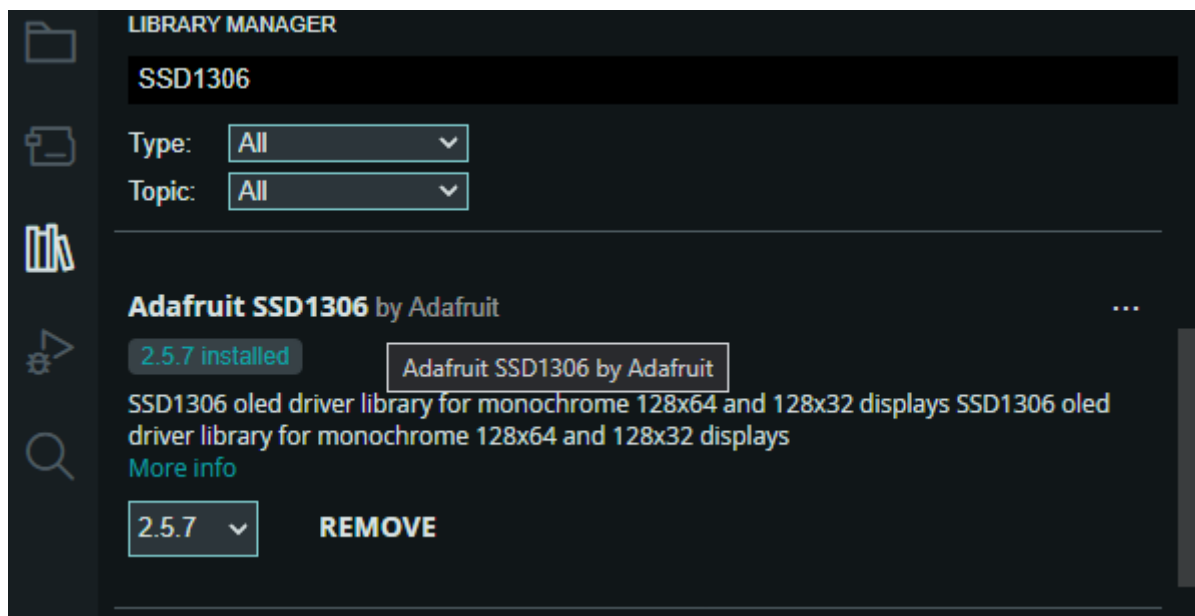 LIBRARY MANAGER
SSD1306
Type: All
Topic: All
Adafruit SSD1306 by Adafruit
...
2.5.7 installed
Adafruit SSD1306 by Adafruit
SSD1306 oled driver library for monochrome 128x64 and 128x32 displays SSD1306 oled
driver library for monochrome 128x64 and 128x32 displays
More info
2.5.7
REMOVE